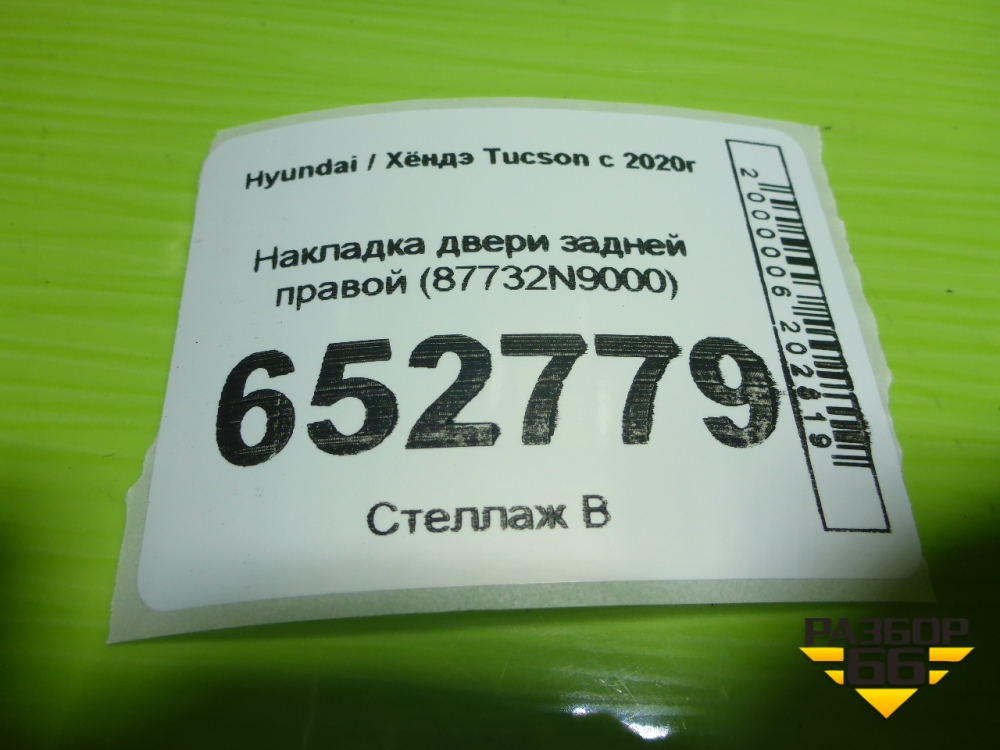 Hyundai / Хёндэ Tucson с 2020г
Накладка двери задней
правой (87732N9000)
652779
Стеллаж В
2000006202819
РАЗБОР
66